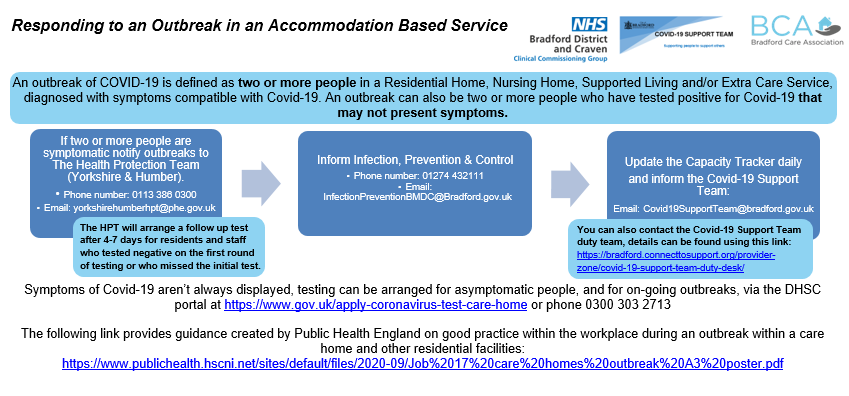 Responding to an Outbreak in an Accommodation Based Service
NHS
Bradford District
and Craven
Clinical Commissioning Group
COVID-19 SUPPORT TEAM
Supporting people to support others
BCA
Bradford Care Association
An outbreak of COVID-19 is defined as two or more people in a Residential Home, Nursing Home, Supported Living and/or Extra Care Service,
diagnosed with symptoms compatible with Covid-19. An outbreak can also be two or more people who have tested positive for Covid-19 that
may not present symptoms.
If two or more people are
symptomatic notify outbreaks to
The Health Protection Team
(Yorkshire & Humber).
• Phone number: 0113 386 0300
• Email: yorkshirehumberhpt@phe.gov.uk
The HPT will arrange a follow up test
after 4-7 days for residents and staff
who tested negative on the first round
of testing or who missed the initial test.
Inform Infection, Prevention & Control
• Phone number: 01274 432111
• Email:
InfectionPreventionBMDC@Bradford.gov.uk
Update the Capacity Tracker daily
and inform the Covid-19 Support
Team:
Email: Covid19SupportTeam@bradford.gov.uk
You can also contact the Covid-19 Support Team
duty team, details can be found using this link:
https://bradford.connecttosupport.org/provider-
zone/covid-19-support-team-duty-desk/
Symptoms of Covid-19 aren't always displayed, testing can be arranged for asymptomatic people, and for on-going outbreaks, via the DHSC
portal at https://www.gov.uk/apply-coronavirus-test-care-home or phone 0300 303 2713
The following link provides guidance created by Public Health England on good practice within the workplace during an outbreak within a care
home and other residential facilities:
https://www.publichealth.hscni.net/sites/default/files/2020-09/Job%2017%20care%20homes%20outbreak%20A3%20poster.pdf